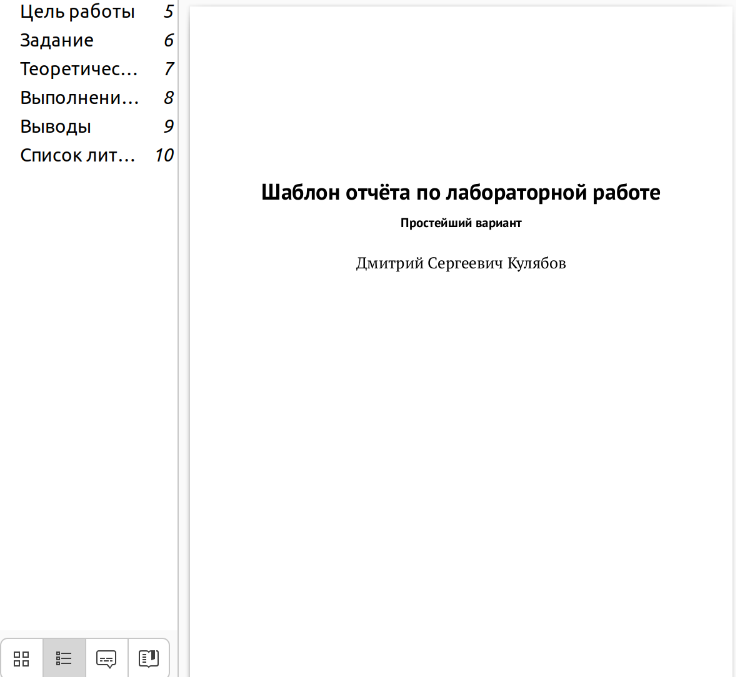 Цель работы 5
Задание 6
Теоретичес... 7
Выполнени... 8
Выводы 9
Список лит... 10
Шаблон отчёта по лабораторной работе
Простейший вариант
Дмитрий Сергеевич Кулябов